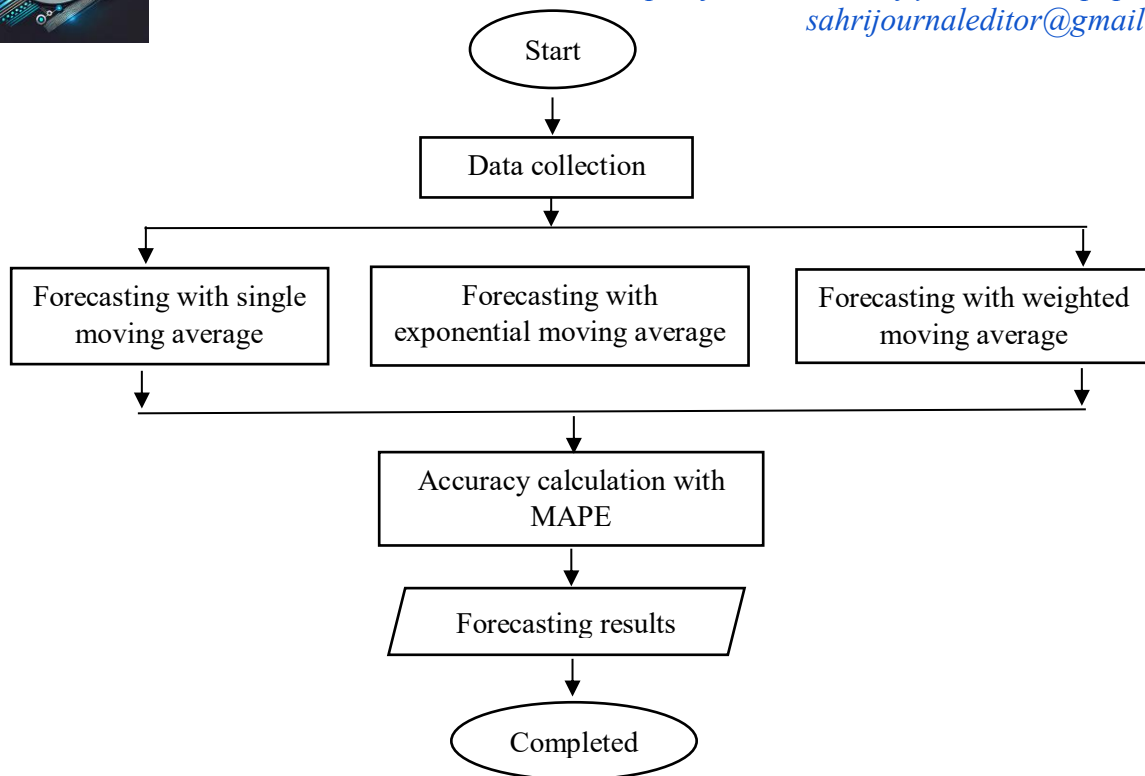 sahrijournaleditor@gmail
Start
Data collection
Forecasting with single
moving average
Forecasting with
exponential moving average
Forecasting with weighted
moving average
Accuracy calculation with
MAPE
Forecasting results
Completed